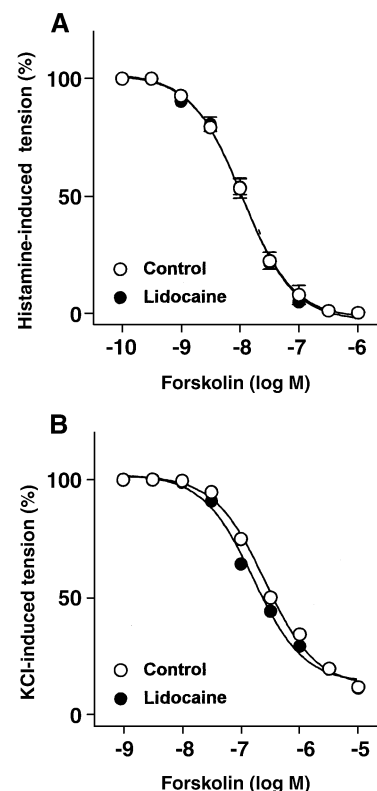 A
Histamine-induced tension (%)
100
50
0
Control
Lidocaine
-10 -9 -8 -7 -6
Forskolin (log M)
B
KCl-induced tension (%)
100
50
0
Control
Lidocaine
-9 -8 -7 -6 -5
Forskolin (log M)